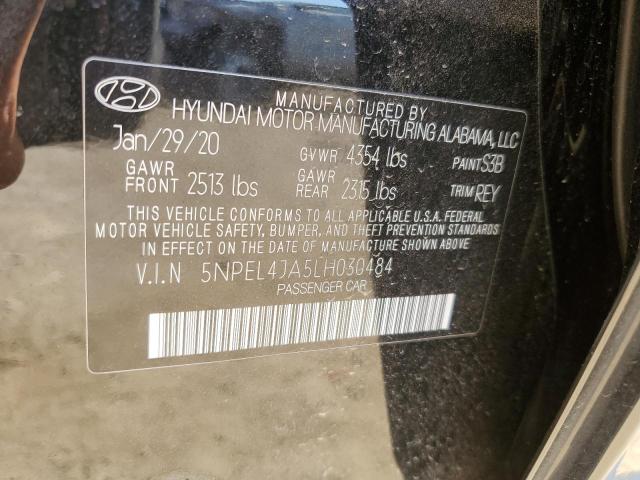 MANUFACTURED BY
HYUNDAI MOTOR MANUFACTURING ALABAMA, LLC
Jan/29/20 GVWR 4354 lbs PAINT S3B
GAWR FRONT 2513 lbs GAWR REAR 2315 lbs TRIM REY
THIS VEHICLE CONFORMS TO ALL APPLICABLE U.S.A. FEDERAL
MOTOR VEHICLE SAFETY, BUMPER, AND THEFT PREVENTION STANDARDS
IN EFFECT ON THE DATE OF MANUFACTURE SHOWN ABOVE
V.I.N 5NPEL4JA5LH030484
PASSENGER CAR